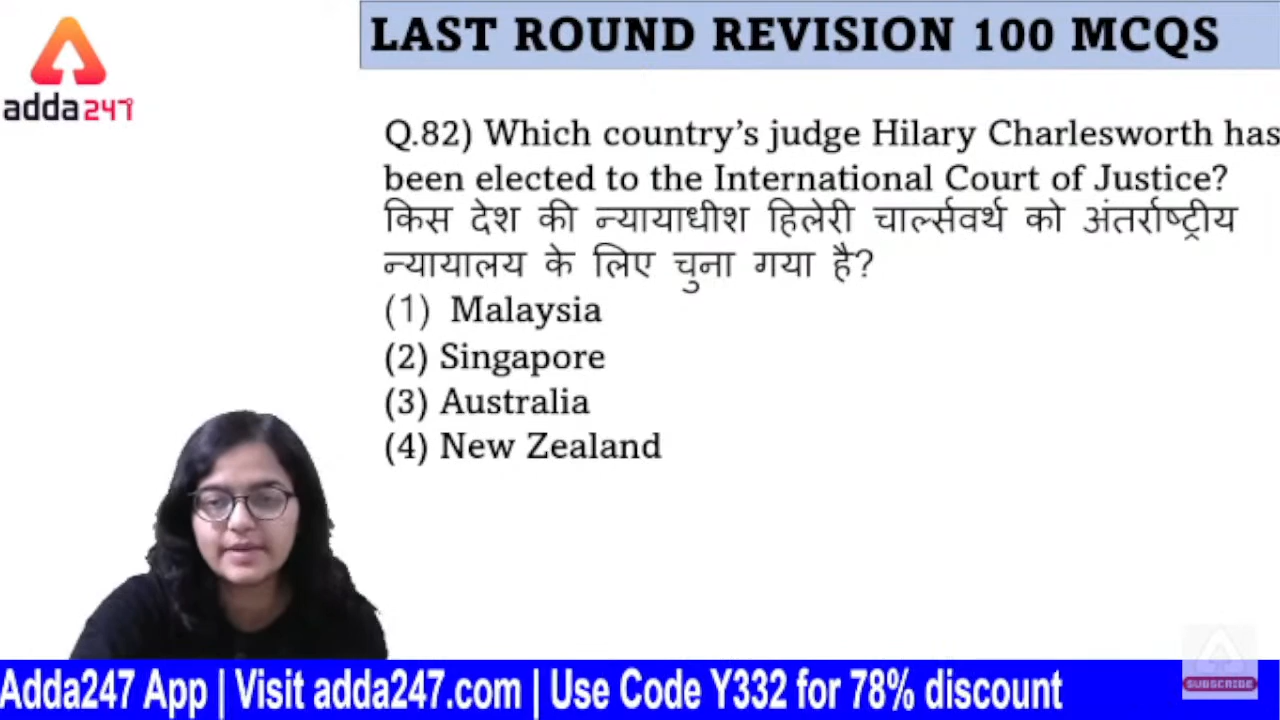 LAST ROUND REVISION 100 MCQS
adda247
Q.82) Which country’s judge Hilary Charlesworth has
been elected to the International Court of Justice?
किस देश की न्यायाधीश हिलेरी चार्ल्सवर्थ को अंतर्राष्ट्रीय
न्यायालय के लिए चुना गया है?
(1) Malaysia
(2) Singapore
(3) Australia
(4) New Zealand
SUBSCRIBE
Adda247 App | Visit adda247.com | Use Code Y332 for 78% discount